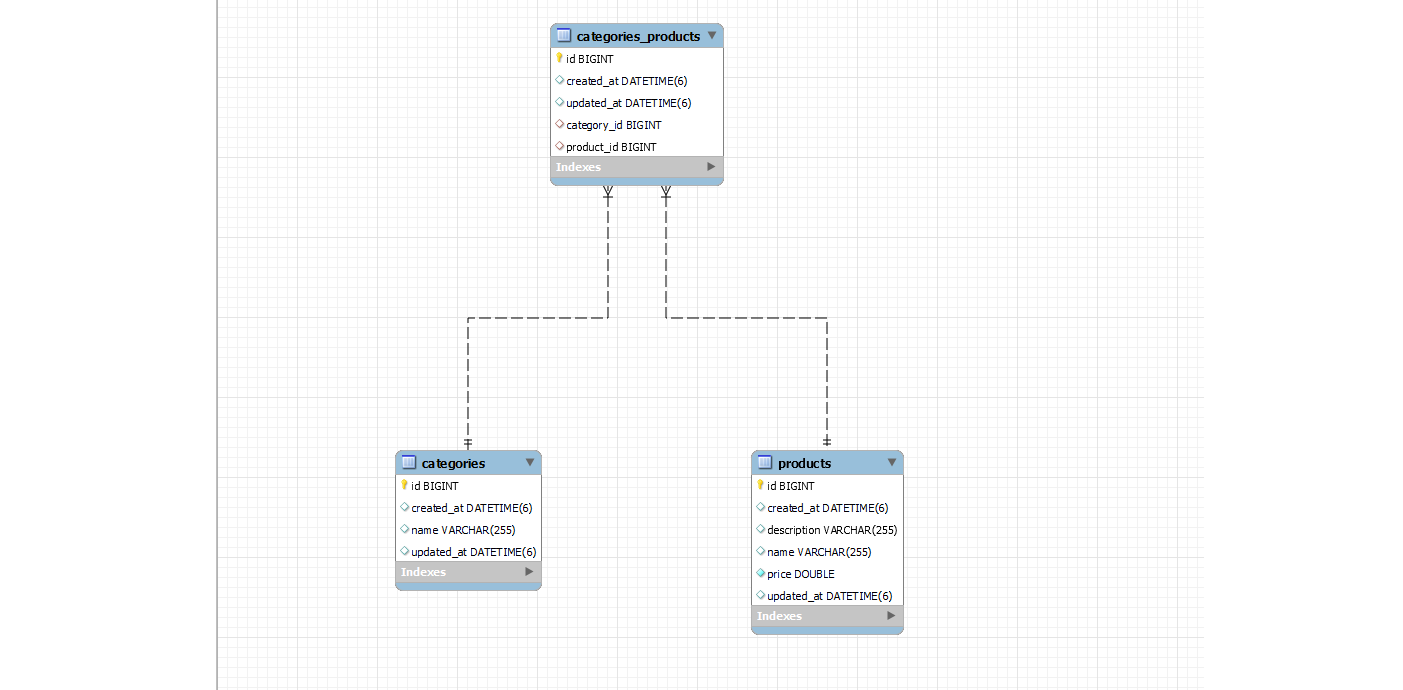 categories_products
id BIGINT
created_at DATETIME(6)
updated_at DATETIME(6)
category_id BIGINT
product_id BIGINT
Indexes
categories
id BIGINT
created_at DATETIME(6)
name VARCHAR(255)
updated_at DATETIME(6)
Indexes
products
id BIGINT
created_at DATETIME(6)
description VARCHAR(255)
name VARCHAR(255)
price DOUBLE
updated_at DATETIME(6)
Indexes